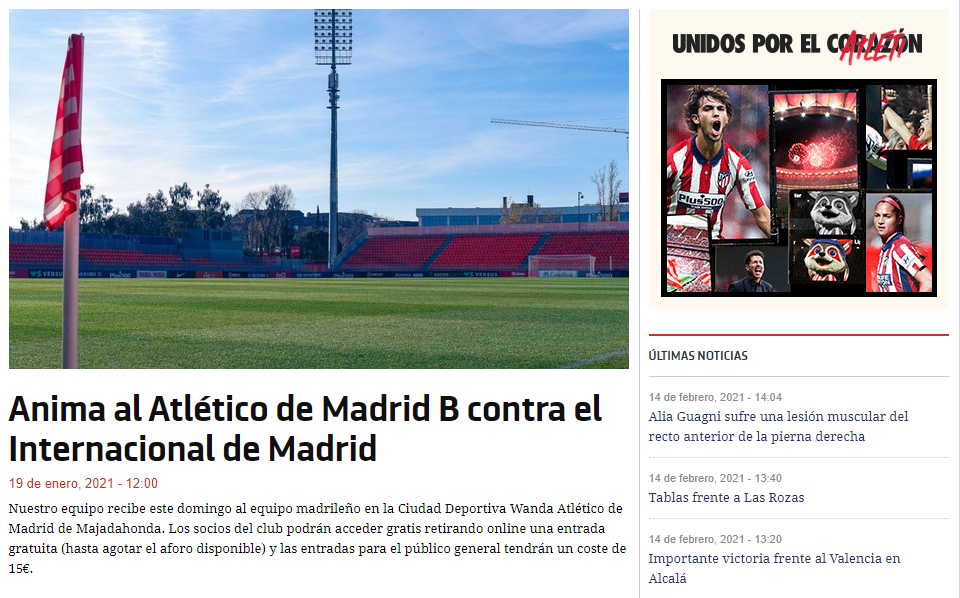 UNIDOS POR EL CORAZÓN
ATLETI
PLUS500
Anima al Atlético de Madrid B contra el
Internacional de Madrid
19 de enero, 2021 - 12:00
Nuestro equipo recibe este domingo al equipo madrileño en la Ciudad Deportiva Wanda Atlético de
Madrid de Majadahonda. Los socios del club podrán acceder gratis retirando online una entrada
gratuita (hasta agotar el aforo disponible) y las entradas para el público general tendrán un coste de
15€.
ÚLTIMAS NOTICIAS
14 de febrero, 2021 - 14:04
Alia Guagni sufre una lesión muscular del
recto anterior de la pierna derecha
14 de febrero, 2021 - 13:40
Tablas frente a Las Rozas
14 de febrero, 2021 - 13:20
Importante victoria frente al Valencia en
Alcalá